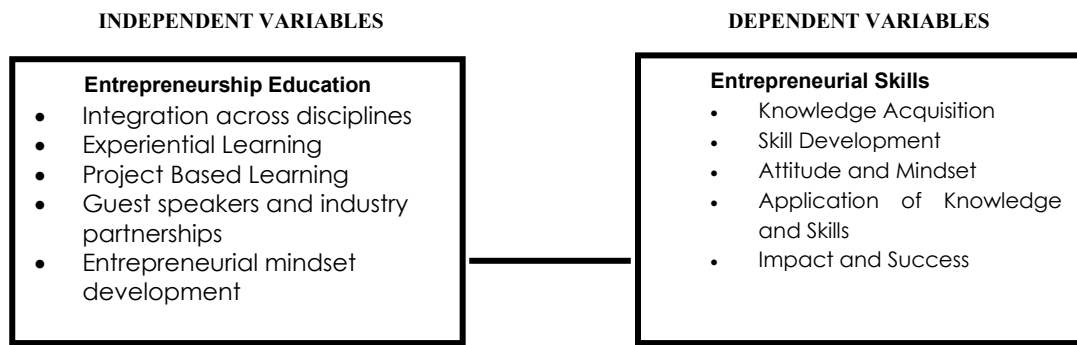 INDEPENDENT VARIABLES
Entrepreneurship Education
• Integration across disciplines
• Experiential Learning
• Project Based Learning
• Guest speakers and industry
partnerships
• Entrepreneurial mindset
development
DEPENDENT VARIABLES
Entrepreneurial Skills
• Knowledge Acquisition
• Skill Development
• Attitude and Mindset
• Application of Knowledge
and Skills
• Impact and Success